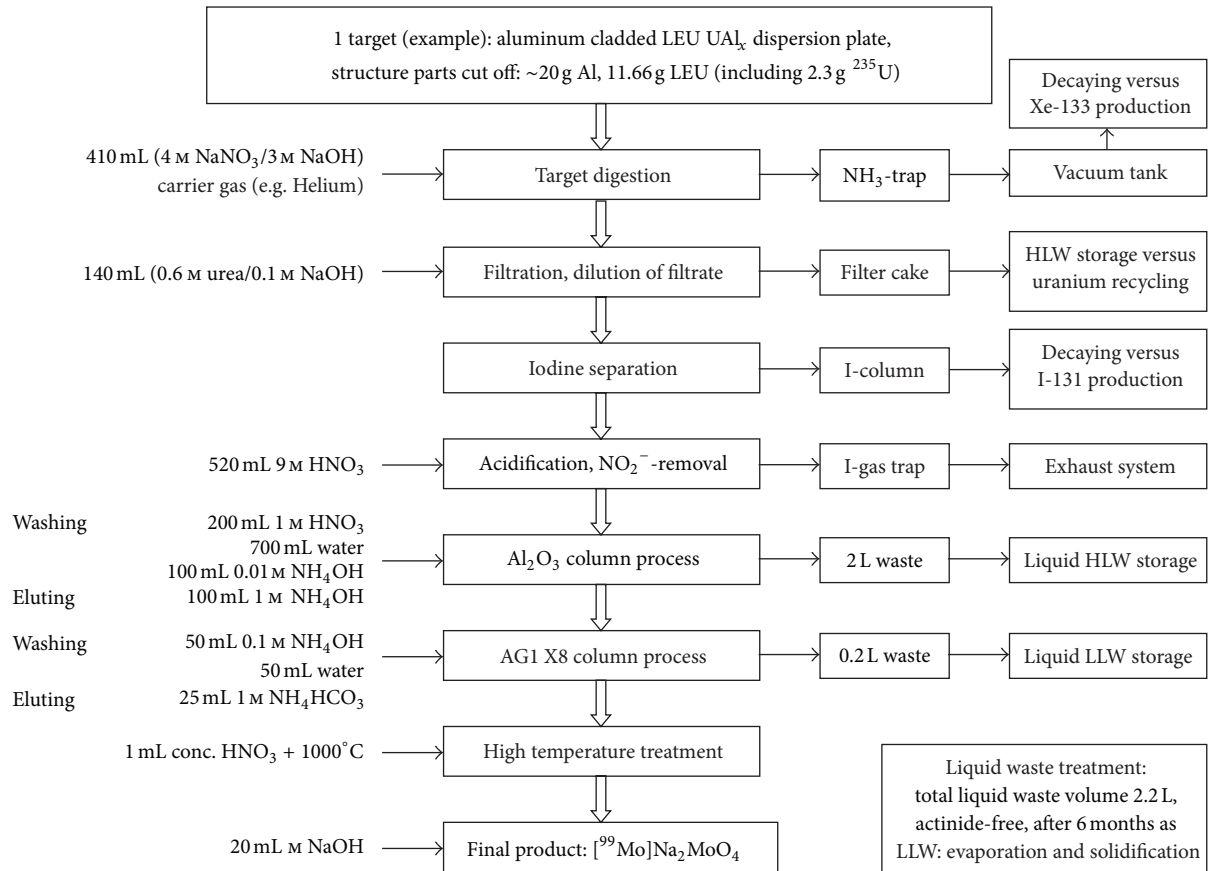 1 target (example): aluminum cladded LEU UAlₓ dispersion plate,
structure parts cut off: ~20 g Al, 11.66 g LEU (including 2.3 g ²³⁵U)
Decaying versus
Xe-133 production
410 mL (4 M NaNO₃/3 M NaOH)
carrier gas (e.g. Helium)
Target digestion
NH₃-trap
Vacuum tank
140 mL (0.6 M urea/0.1 M NaOH)
Filtration, dilution of filtrate
Filter cake
HLW storage versus
uranium recycling
Iodine separation
I-column
Decaying versus
I-131 production
520 mL 9 M HNO₃
Acidification, NO₂⁻-removal
I-gas trap
Exhaust system
Washing
200 mL 1 M HNO₃
700 mL water
100 mL 0.01 M NH₄OH
Eluting
100 mL 1 M NH₄OH
Al₂O₃ column process
2 L waste
Liquid HLW storage
Washing
50 mL 0.1 M NH₄OH
50 mL water
Eluting
25 mL 1 M NH₄HCO₃
AG1 X8 column process
0.2 L waste
Liquid LLW storage
1 mL conc. HNO₃ + 1000°C
High temperature treatment
20 mL M NaOH
Final product: [⁹⁹Mo]Na₂MoO₄
Liquid waste treatment:
total liquid waste volume 2.2 L,
actinide-free, after 6 months as
LLW: evaporation and solidification